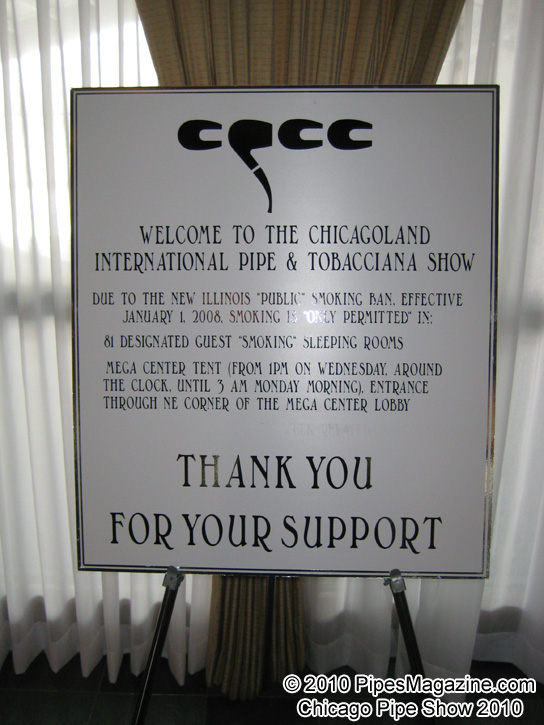 CPCC
WELCOME TO THE CHICAGOLAND
INTERNATIONAL PIPE & TOBACCIANA SHOW
DUE TO THE NEW ILLINOIS "PUBLIC" SMOKING BAN, EFFECTIVE
JANUARY 1, 2008, SMOKING IS "ONLY PERMITTED" IN:
81 DESIGNATED GUEST "SMOKING" SLEEPING ROOMS
MEGA CENTER TENT (FROM 1PM ON WEDNESDAY, AROUND
THE CLOCK, UNTIL 3 AM MONDAY MORNING), ENTRANCE
THROUGH NE CORNER OF THE MEGA CENTER LOBBY
THANK YOU
FOR YOUR SUPPORT
© 2010 PipesMagazine.com
Chicago Pipe Show 2010